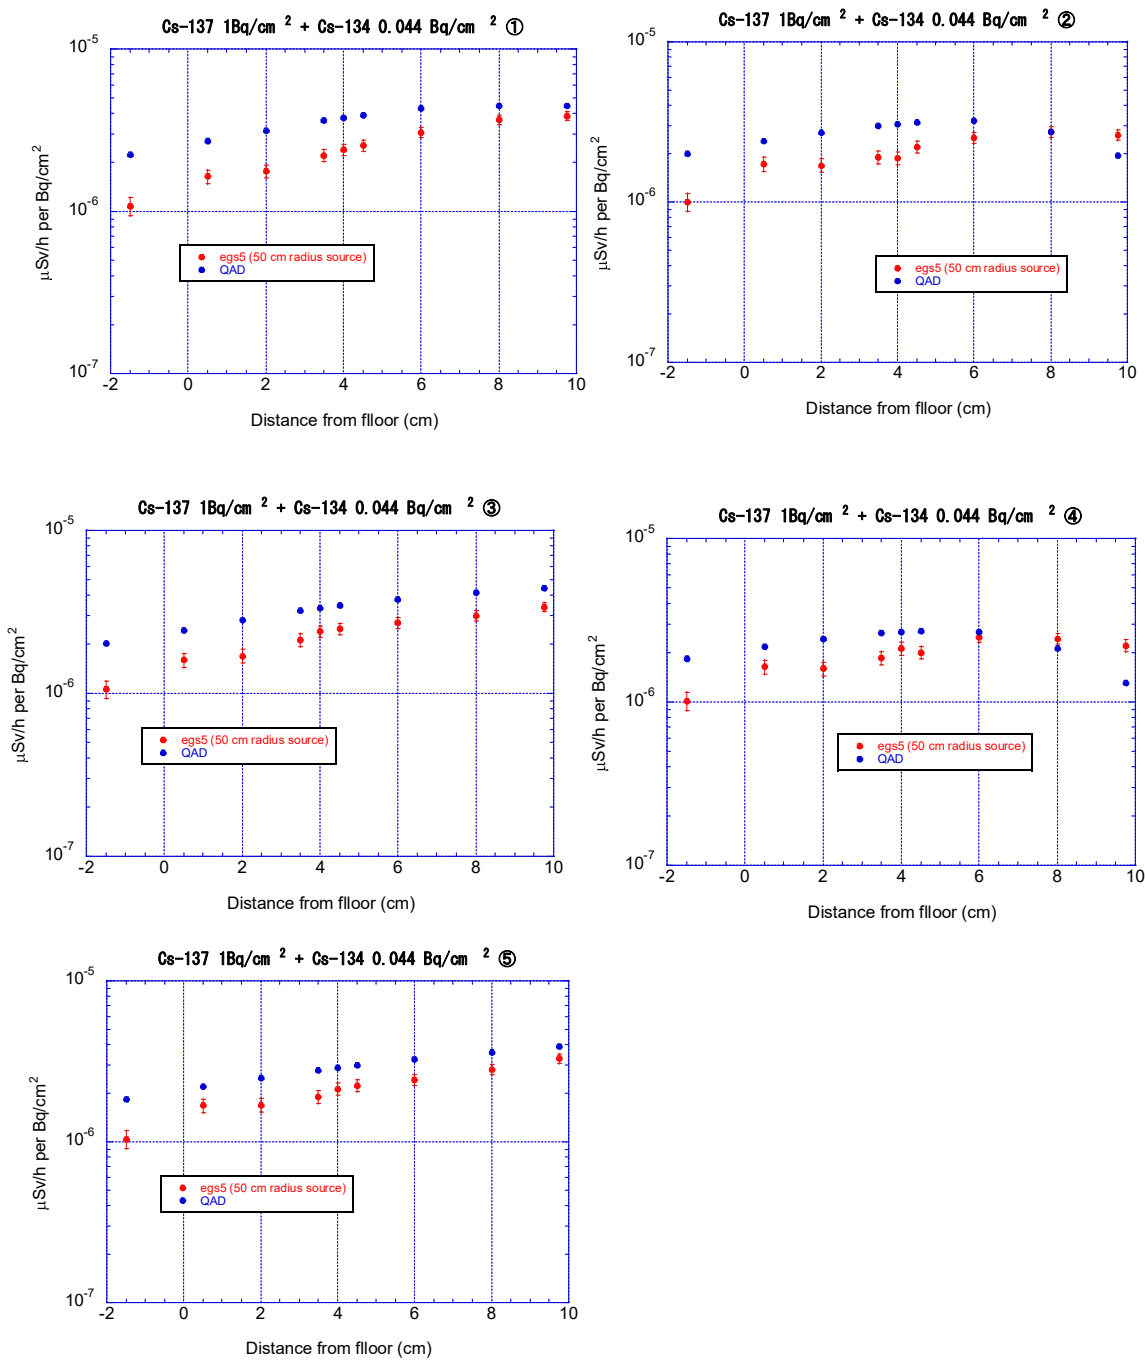 Cs-137 1Bq/cm ² + Cs-134 0.044 Bq/cm ² ①
10⁻⁵
10⁻⁶
10⁻⁷
μSv/h per Bq/cm²
egs5 (50 cm radius source)
QAD
-2 0 2 4 6 8 10
Distance from flloor (cm)
Cs-137 1Bq/cm ² + Cs-134 0.044 Bq/cm ² ②
10⁻⁵
10⁻⁶
10⁻⁷
μSv/h per Bq/cm²
egs5 (50 cm radius source)
QAD
-2 0 2 4 6 8 10
Distance from flloor (cm)
Cs-137 1Bq/cm ² + Cs-134 0.044 Bq/cm ² ③
10⁻⁵
10⁻⁶
10⁻⁷
μSv/h per Bq/cm²
egs5 (50 cm radius source)
QAD
-2 0 2 4 6 8 10
Distance from flloor (cm)
Cs-137 1Bq/cm ² + Cs-134 0.044 Bq/cm ² ④
10⁻⁵
10⁻⁶
10⁻⁷
μSv/h per Bq/cm²
egs5 (50 cm radius source)
QAD
-2 0 2 4 6 8 10
Distance from flloor (cm)
Cs-137 1Bq/cm ² + Cs-134 0.044 Bq/cm ² ⑤
10⁻⁵
10⁻⁶
10⁻⁷
μSv/h per Bq/cm²
egs5 (50 cm radius source)
QAD
-2 0 2 4 6 8 10
Distance from flloor (cm)